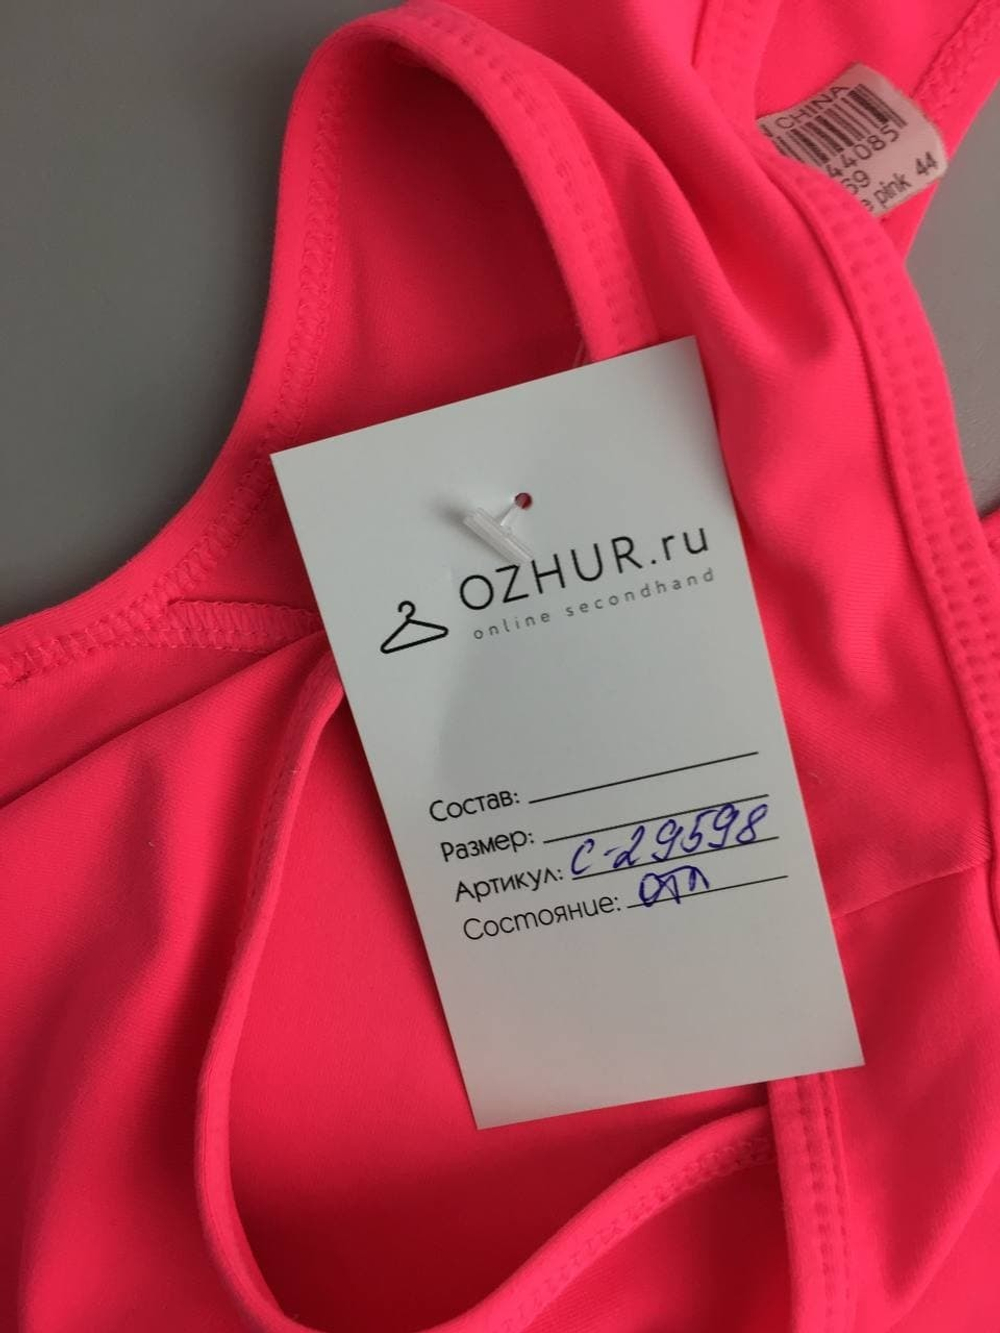 N CHINA
44085
69
pink 44
OZHUR.ru
online secondhand
Состав:
Размер:
Артикул: С-29598
Состояние: отл